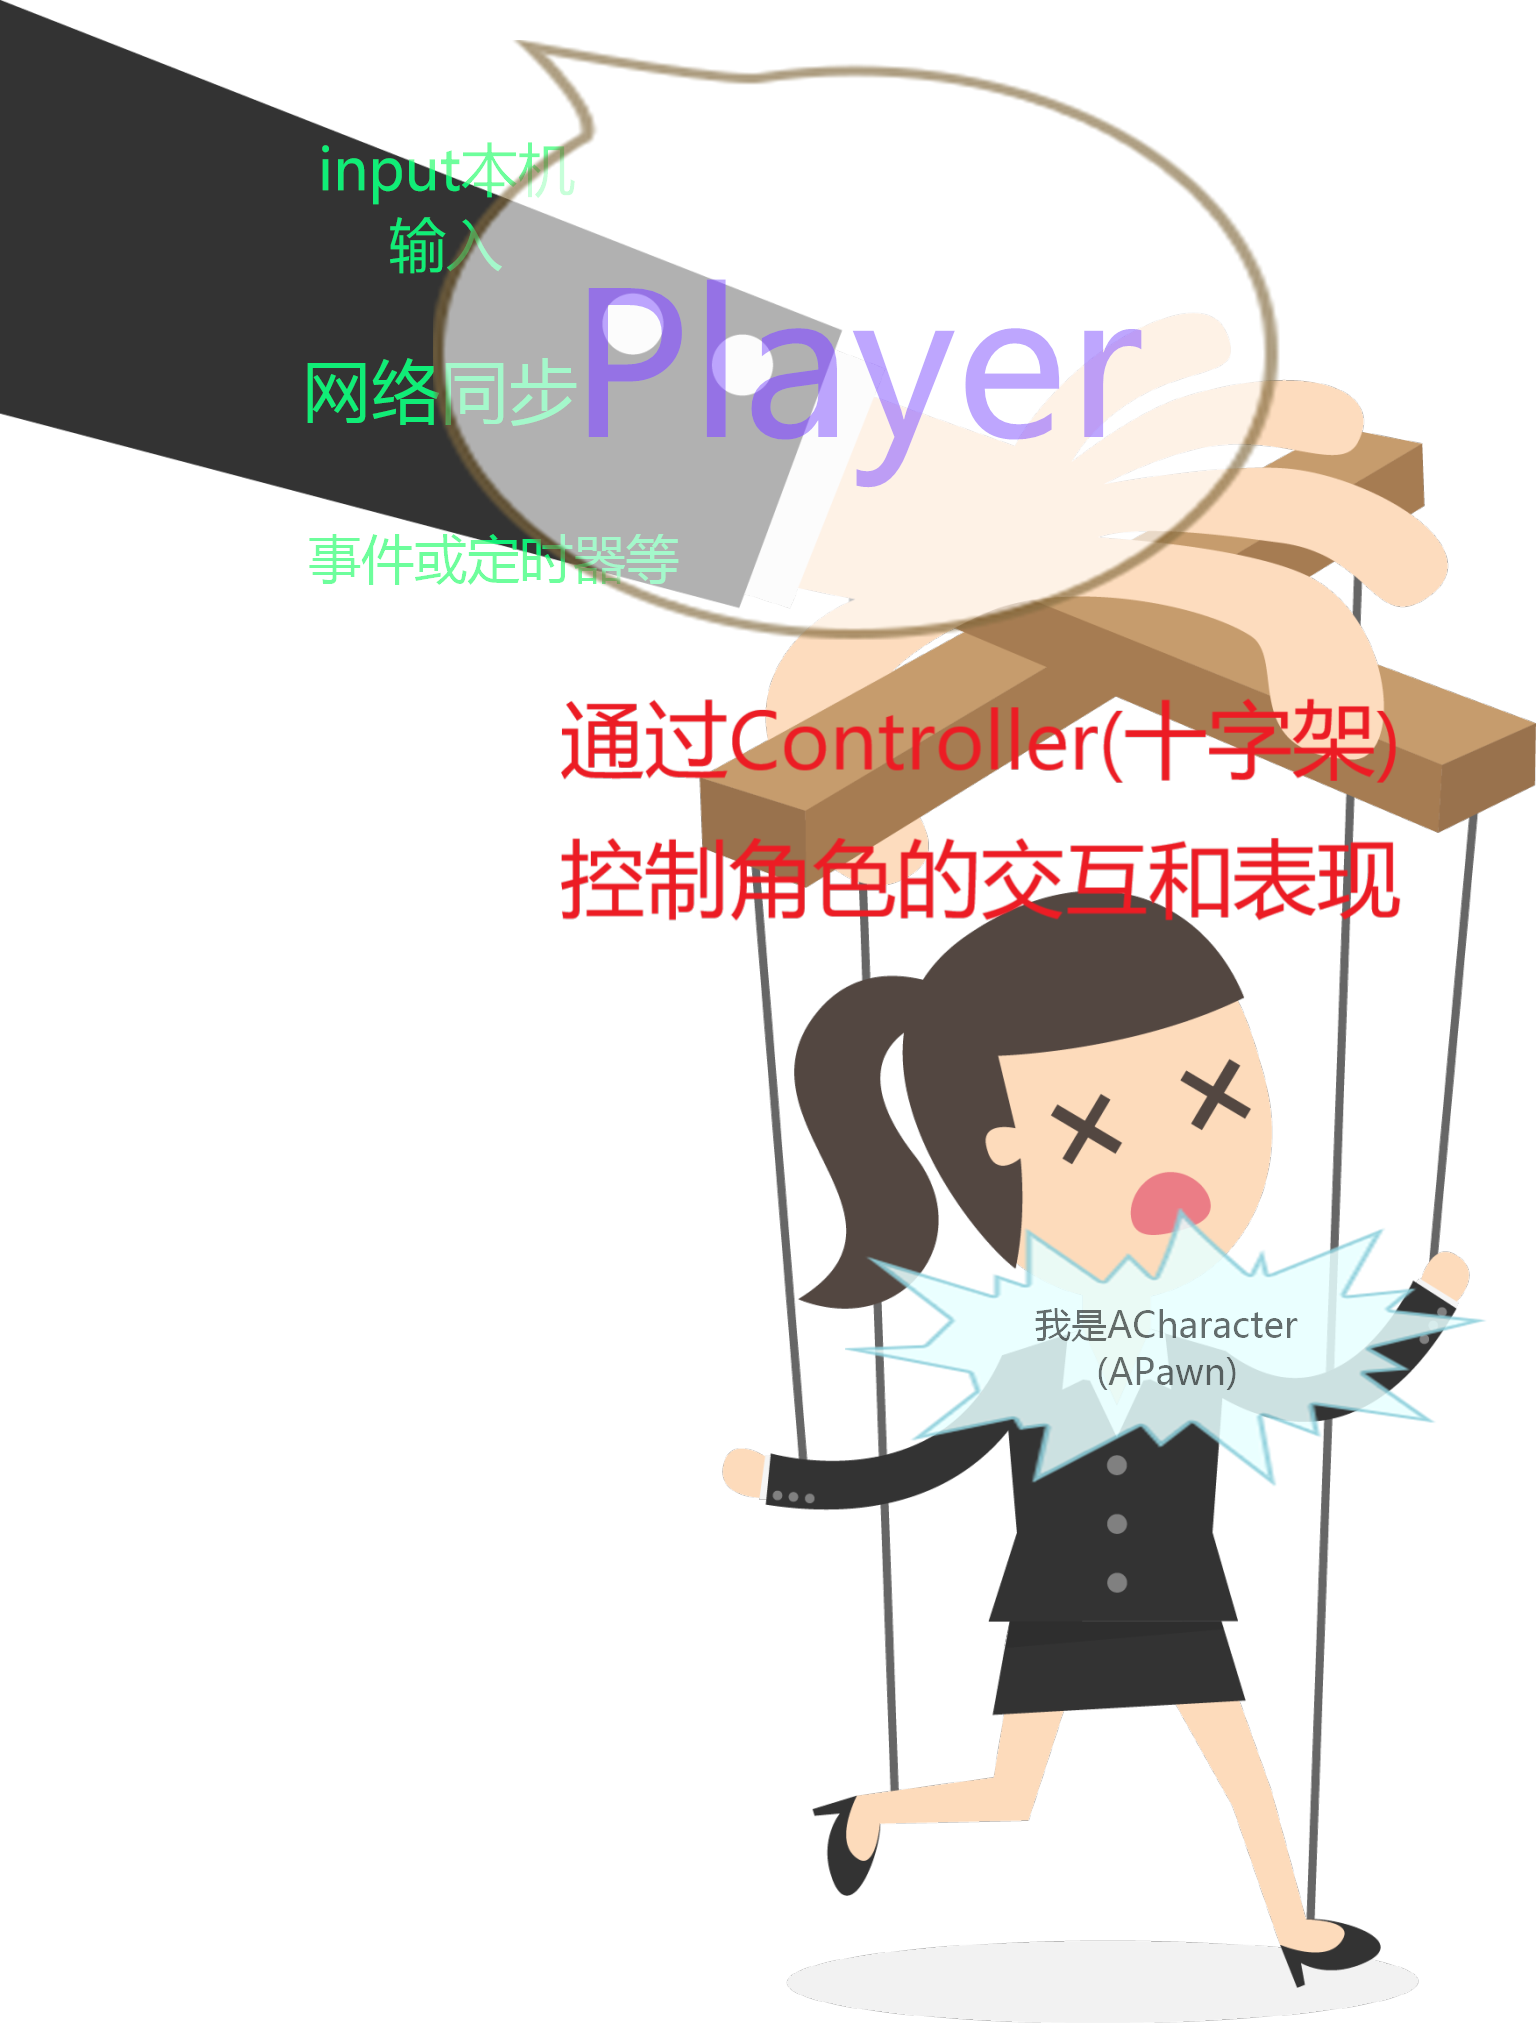 input本机
输入
Player
网络同步
事件或定时器等
通过Controller(十字架)
控制角色的交互和表现
我是ACharacter
(APawn)